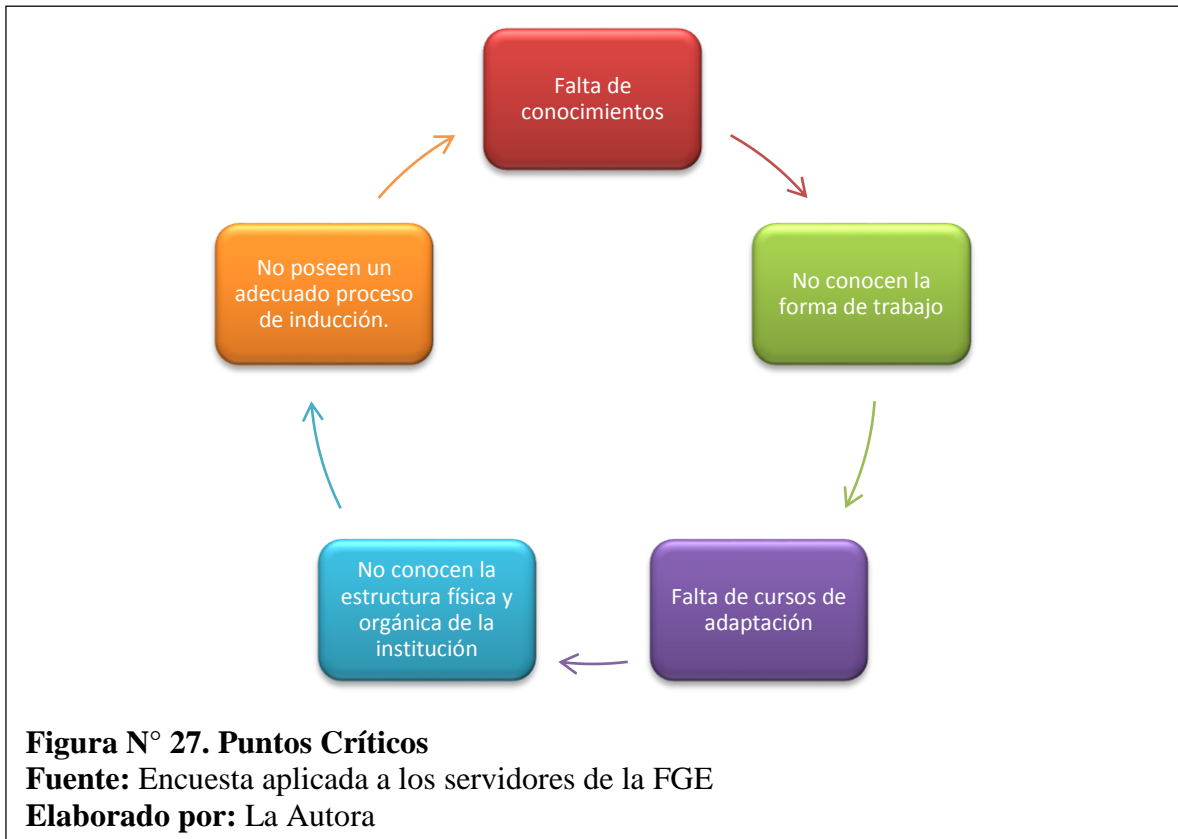 Falta de
conocimientos
No conocen la
forma de trabajo
Falta de cursos de
adaptación
No conocen la
estructura física y
orgánica de la
institución
No poseen un
adecuado proceso
de inducción.
Figura N° 27. Puntos Críticos
Fuente: Encuesta aplicada a los servidores de la FGE
Elaborado por: La Autora